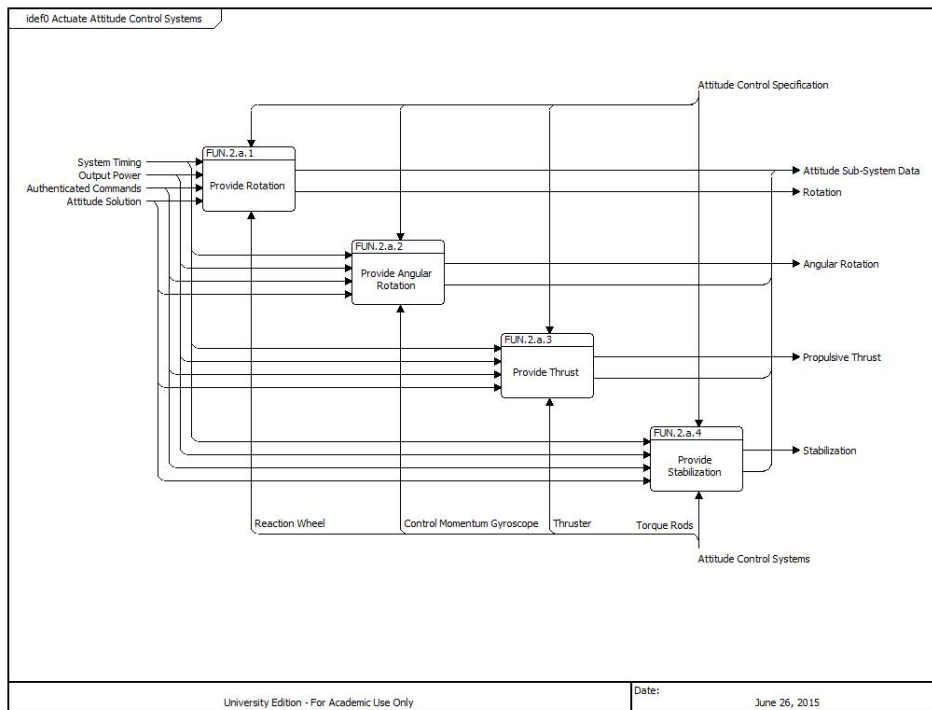 idef0 Actuate Attitude Control Systems
Attitude Control Specification
FUN.2.a.1
Provide Rotation
System Timing
Output Power
Authenticated Commands
Attitude Solution
Attitude Sub-System Data
Rotation
FUN.2.a.2
Provide Angular
Rotation
Angular Rotation
FUN.2.a.3
Provide Thrust
Propulsive Thrust
FUN.2.a.4
Provide
Stabilization
Stabilization
Reaction Wheel
Control Momentum Gyroscope
Thruster
Torque Rods
Attitude Control Systems
University Edition - For Academic Use Only
Date:
June 26, 2015